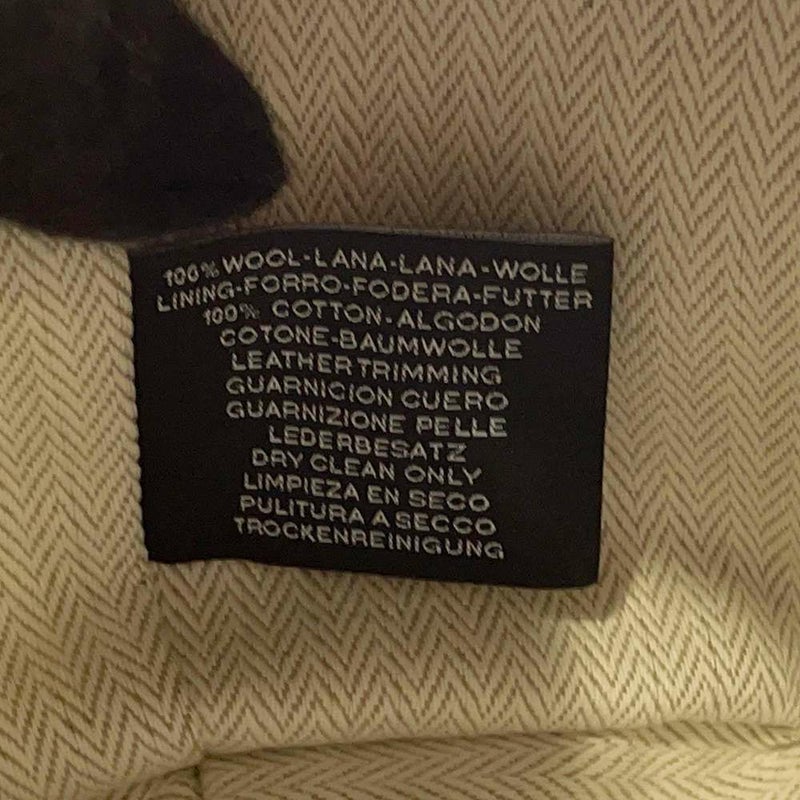 100% WOOL-LANA-LANA-WOLLE
LINING-FORRO-FODERA-FUTTER
100% COTTON-ALGODON
COTONE-BAUMWOLLE
LEATHER TRIMMING
GUARNICION CUERO
GUARNIZIONE PELLE
LEDERBESATZ
DRY CLEAN ONLY
LIMPIEZA EN SECO
PULITURA A SECCO
TROCKENREINIGUNG